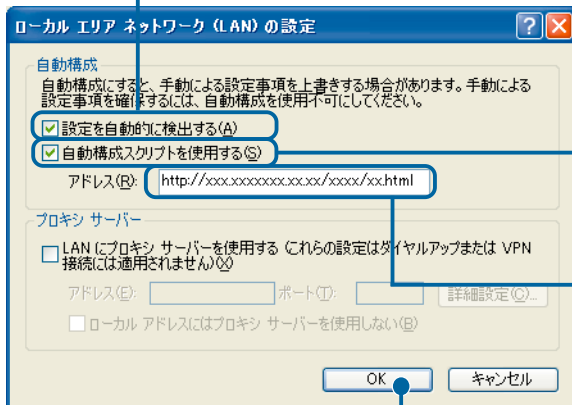 ローカル エリア ネットワーク (LAN) の設定
自動構成
自動構成にすると、手動による設定事項を上書きする場合があります。手動による
設定事項を確保するには、自動構成を使用不可にしてください。
設定を自動的に検出する(A)
自動構成スクリプトを使用する(S)
アドレス(R): http://xxx.xxxxxxx.xx.xx/xxxx/xx.html
プロキシ サーバー
LAN にプロキシ サーバーを使用する (これらの設定はダイヤルアップまたは VPN
接続には適用されません)(X)
アドレス(E): ポート(T): 詳細設定(C)...
ローカル アドレスにはプロキシ サーバーを使用しない(B)
OK キャンセル